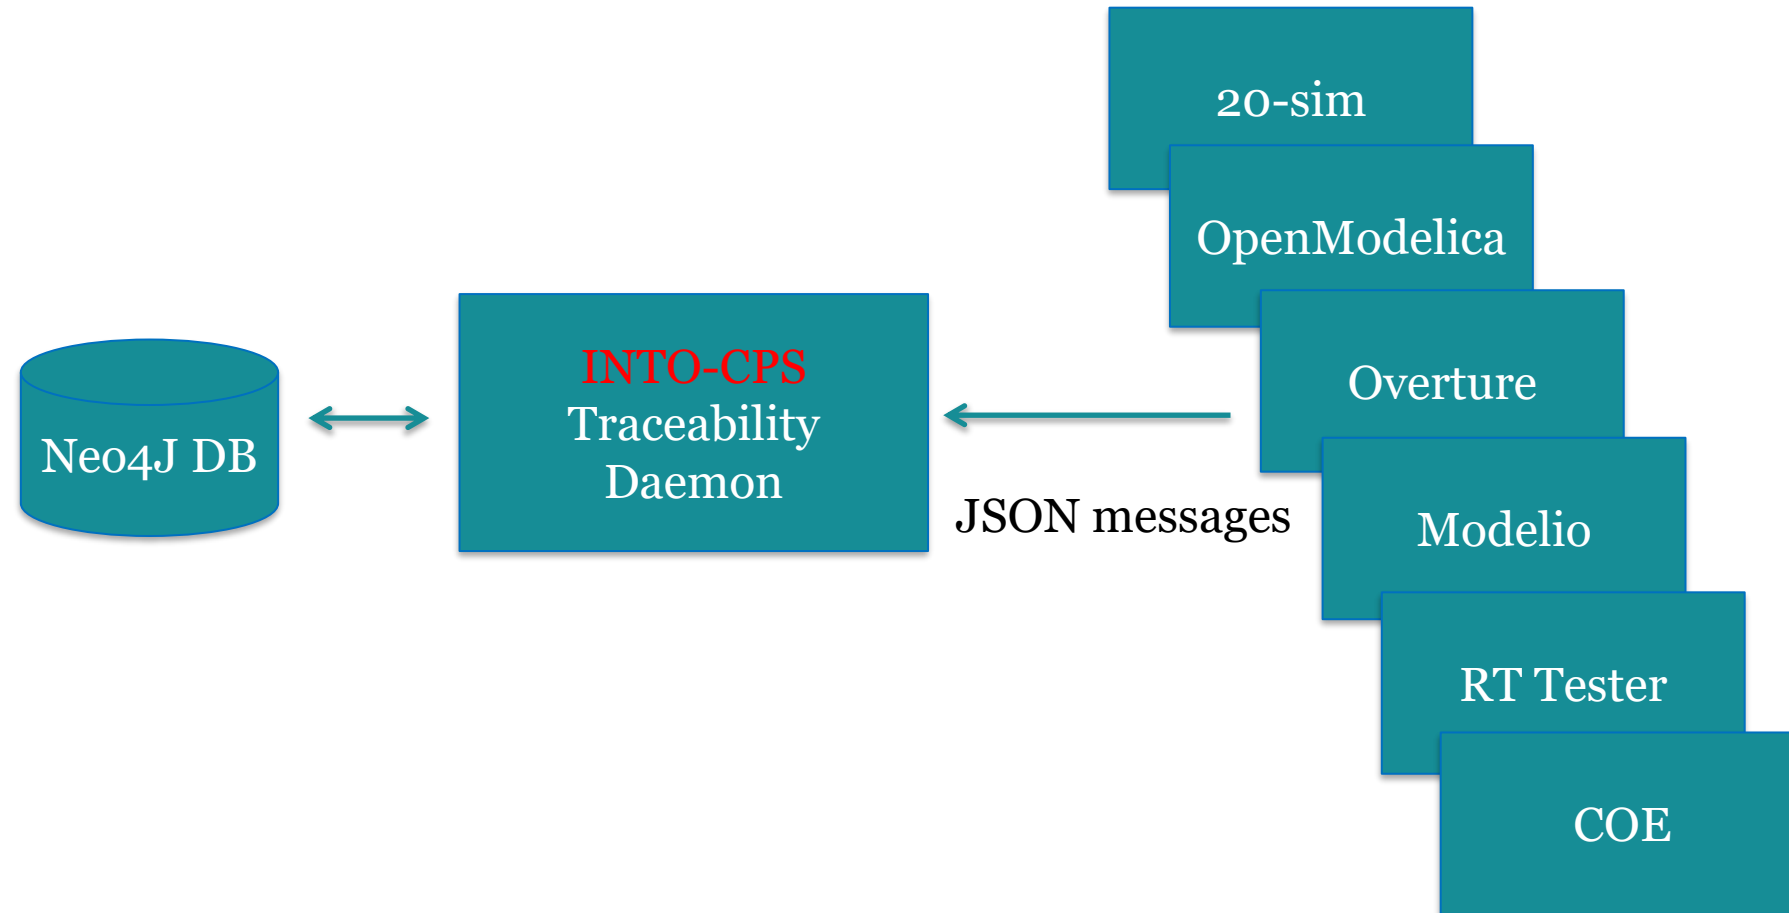 20-sim
OpenModelica
Overture
Modelio
RT Tester
COE
JSON messages
INTO-CPS
Traceability
Daemon
Neo4J DB